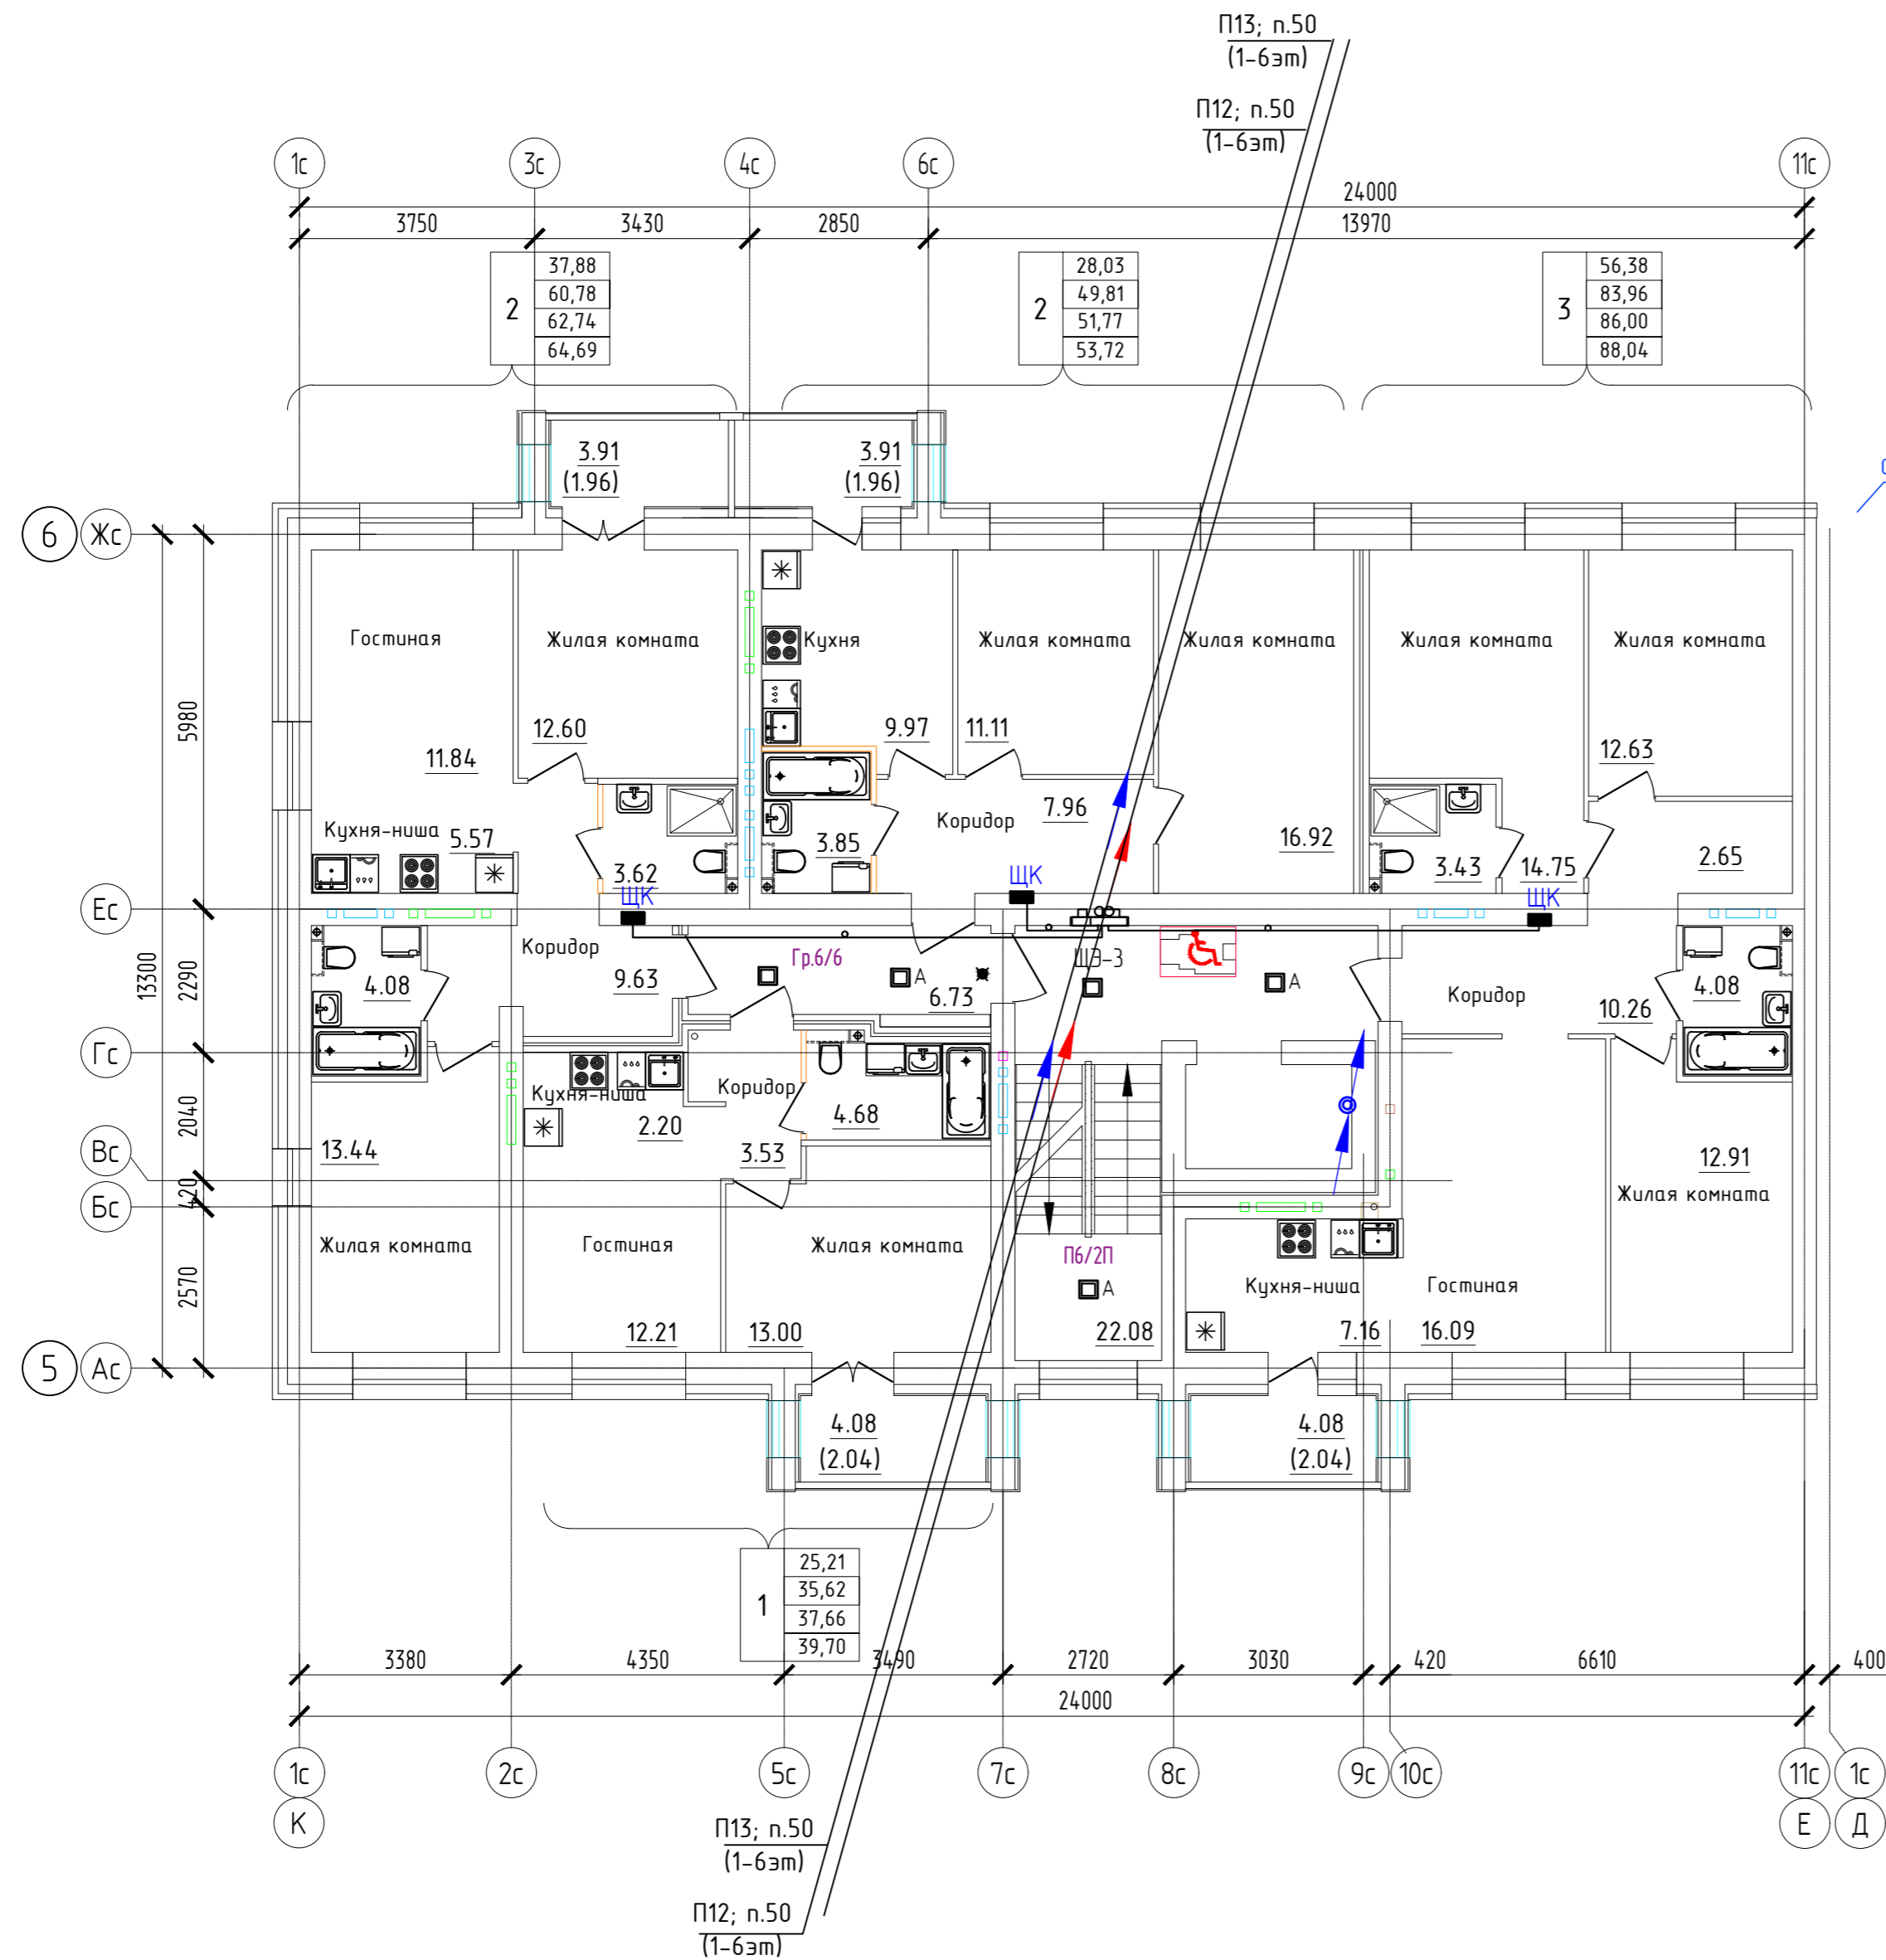 П13; п.50
(1-6эт)
П12; п.50
(1-6эт)
1с
3с
4с
6с
11с
24000
3750
3430
2850
13970
2
37,88
60,78
62,74
64,69
2
28,03
49,81
51,77
53,72
3
56,38
83,96
86,00
88,04
3.91
(1.96)
3.91
(1.96)
6
Жс
Гостиная
Жилая комната
Кухня
Жилая комната
Жилая комната
Жилая комната
Жилая комната
5980
12.60
9.97
11.11
12.63
11.84
7.96
Кухня-ниша
5.57
Коридор
3.85
16.92
3.62
3.43
14.75
2.65
ЩК
ЩК
ЩК
Ес
Коридор
Гр.6/6
ЩЭ-3
А
А
13300
2290
4.08
9.63
6.73
Коридор
10.26
4.08
Гс
Кухня-ниша
Коридор
2040
2.20
4.68
Вс
13.44
3.53
12.91
420
Бс
Жилая комната
Жилая комната
Гостиная
Жилая комната
П6/2П
А
2570
Кухня-ниша
Гостиная
12.21
13.00
22.08
7.16
16.09
5
Ас
4.08
(2.04)
4.08
(2.04)
1
25,21
35,62
37,66
39,70
3380
4350
3490
2720
3030
420
6610
400
24000
1с
2с
5с
7с
8с
9с
10с
11с
1с
К
Е
Д
П13; п.50
(1-6эт)
П12; п.50
(1-6эт)